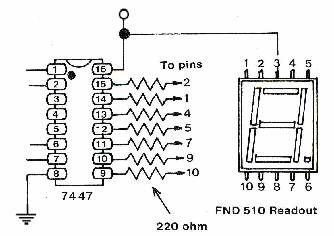 To pins
1 16
2 15 2
3 14 1
4 13 4
5 12 5
6 11 7
7 10 9
8 9 10
7447
220 ohm
1 2 3 4 5
10 9 8 7 6
FND 510 Readout